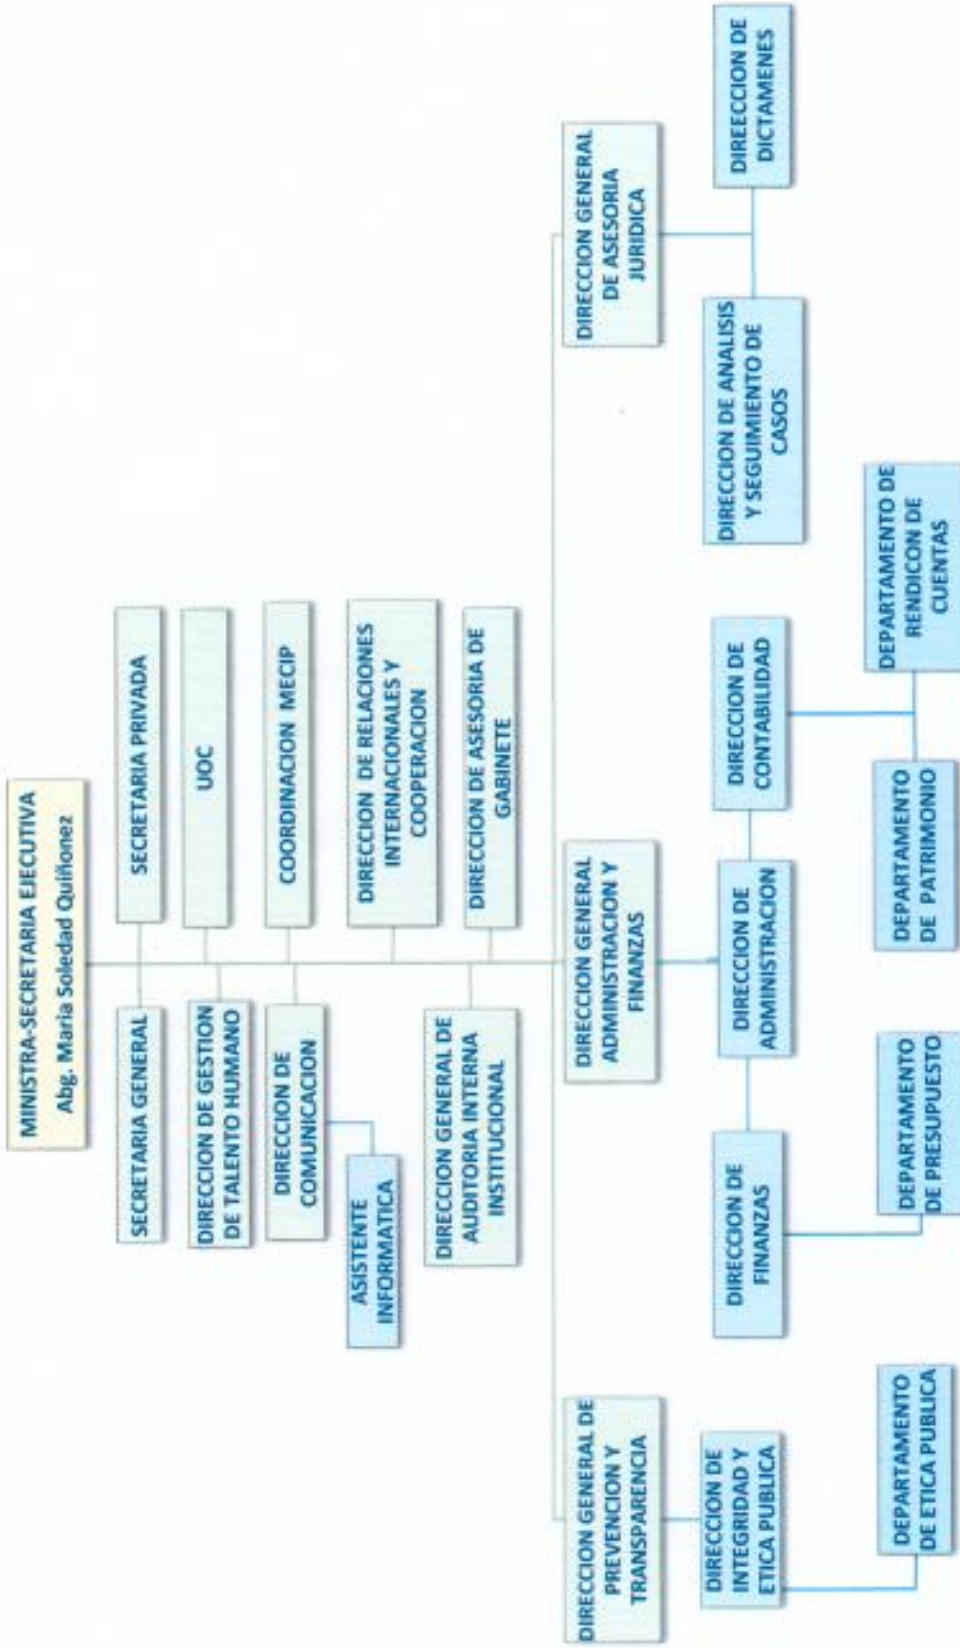 MINISTRA-SECRETARIA EJECUTIVA
Abg. Maria Soledad Quiñonez
SECRETARIA GENERAL
SECRETARIA PRIVADA
DIRECCION DE GESTION
DE TALENTO HUMANO
UOC
DIRECCION DE
COMUNICACION
COORDINACION MECIP
ASISTENTE
INFORMATICA
DIRECCION DE RELACIONES
INTERNACIONALES Y
COOPERACION
DIRECCION GENERAL DE
AUDITORIA INTERNA
INSTITUCIONAL
DIRECCION DE ASESORIA DE
GABINETE
DIRECCION GENERAL DE
PREVENCION Y
TRANSPARENCIA
DIRECCION GENERAL
ADMINISTRACION Y
FINANZAS
DIRECCION GENERAL
DE ASESORIA
JURIDICA
DIRECCION DE
INTEGRIDAD Y
ETICA PUBLICA
DIRECCION DE
FINANZAS
DIRECCION DE
ADMINISTRACION
DIRECCION DE
CONTABILIDAD
DIRECCION DE ANALISIS
Y SEGUIMIENTO DE
CASOS
DIREECCION DE
DICTAMENES
DEPARTAMENTO
DE ETICA PUBLICA
DEPARTAMENTO
DE PRESUPUESTO
DEPARTAMENTO
DE PATRIMONIO
DEPARTAMENTO DE
RENDICON DE
CUENTAS